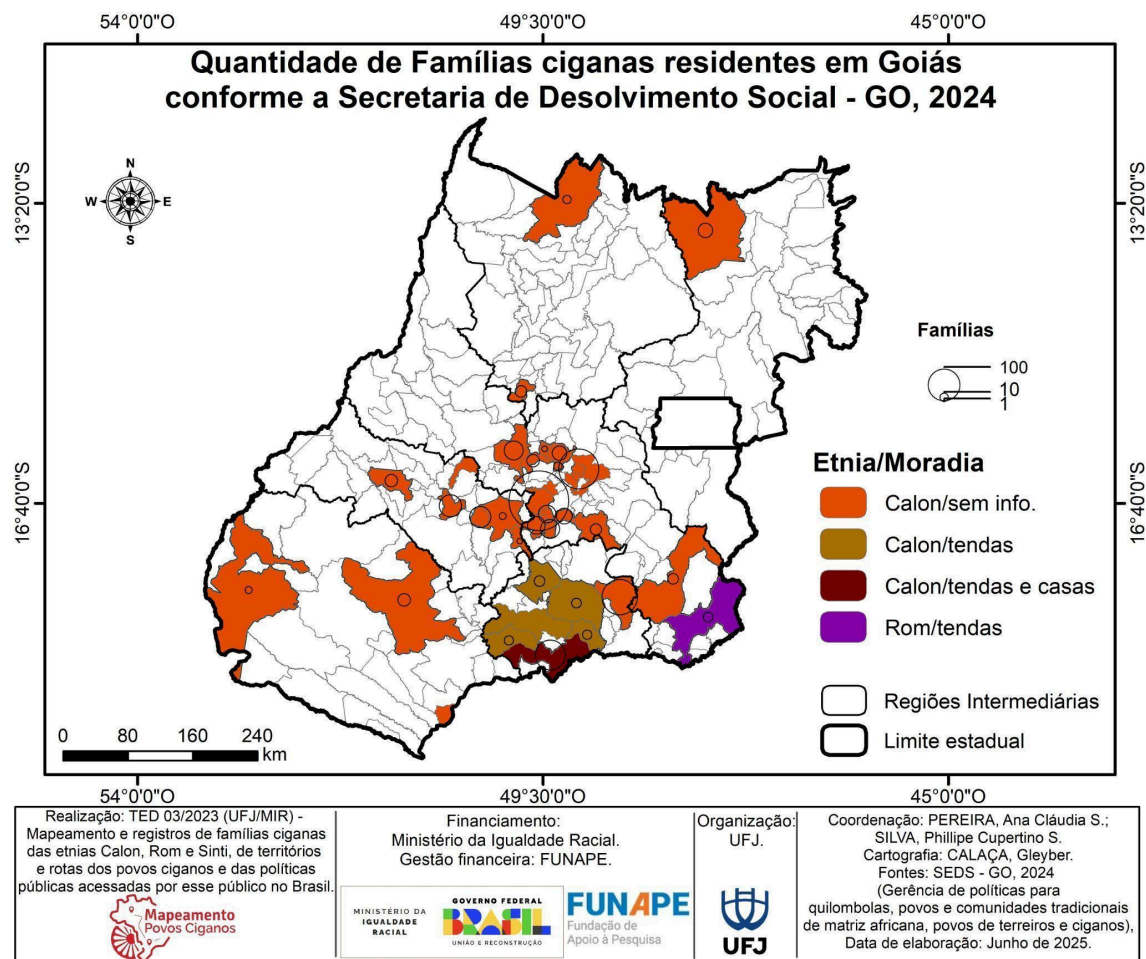 54°0'0"O
49°30'0"O
45°0'0"O
Quantidade de Famílias ciganas residentes em Goiás
conforme a Secretaria de Desolvimento Social - GO, 2024
N
W
E
S
13°20'0"S
13°20'0"S
16°40'0"S
16°40'0"S
Famílias
100
10
1
Etnia/Moradia
Calon/sem info.
Calon/tendas
Calon/tendas e casas
Rom/tendas
Regiões Intermediárias
Limite estadual
0 80 160 240
km
54°0'0"O
49°30'0"O
45°0'0"O
Realização: TED 03/2023 (UFJ/MIR) -
Mapeamento e registros de famílias ciganas
das etnias Calon, Rom e Sinti, de territórios
e rotas dos povos ciganos e das políticas
públicas acessadas por esse público no Brasil.
Mapeamento
Povos Ciganos
Financiamento:
Ministério da Igualdade Racial.
Gestão financeira: FUNAPE.
MINISTÉRIO DA
IGUALDADE
RACIAL
GOVERNO FEDERAL
BRASIL
UNIÃO E RECONSTRUÇÃO
FUNAPE
Fundação de
Apoio à Pesquisa
Organização:
UFJ.
UFJ
Coordenação: PEREIRA, Ana Cláudia S.;
SILVA, Phillipe Cupertino S.
Cartografia: CALAÇA, Gleyber.
Fontes: SEDS - GO, 2024
(Gerência de políticas para
quilombolas, povos e comunidades tradicionais
de matriz africana, povos de terreiros e ciganos),
Data de elaboração: Junho de 2025.